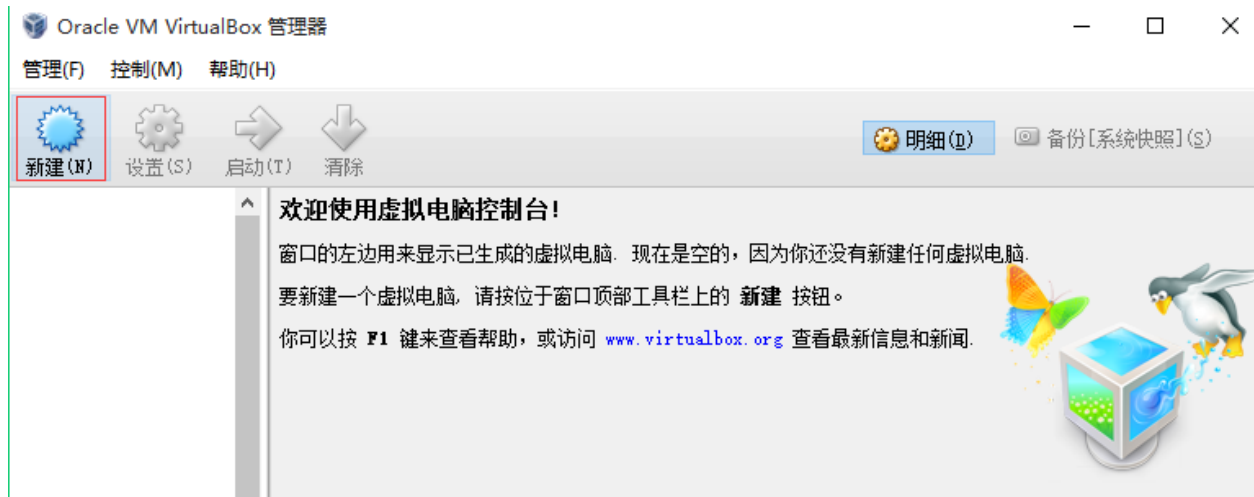 Oracle VM VirtualBox 管理器
管理(F) 控制(M) 帮助(H)
新建(N) 设置(S) 启动(T) 清除 明细(D) 备份[系统快照](S)
欢迎使用虚拟电脑控制台!
窗口的左边用来显示已生成的虚拟电脑. 现在是空的，因为你还没有新建任何虚拟电脑.
要新建一个虚拟电脑, 请按位于窗口顶部工具栏上的 新建 按钮。
你可以按 F1 键来查看帮助，或访问 www.virtualbox.org 查看最新信息和新闻.